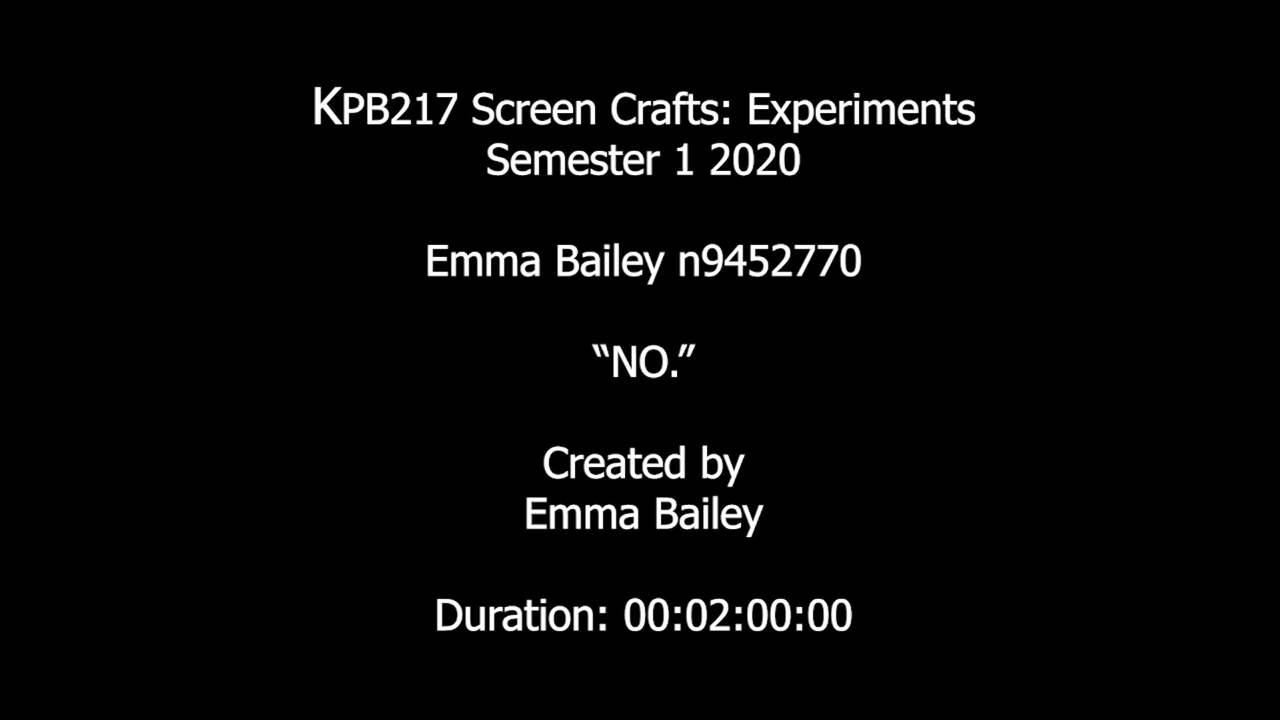 KPB217 Screen Crafts: Experiments
Semester 1 2020
Emma Bailey n9452770
“NO.”
Created by
Emma Bailey
Duration: 00:02:00:00